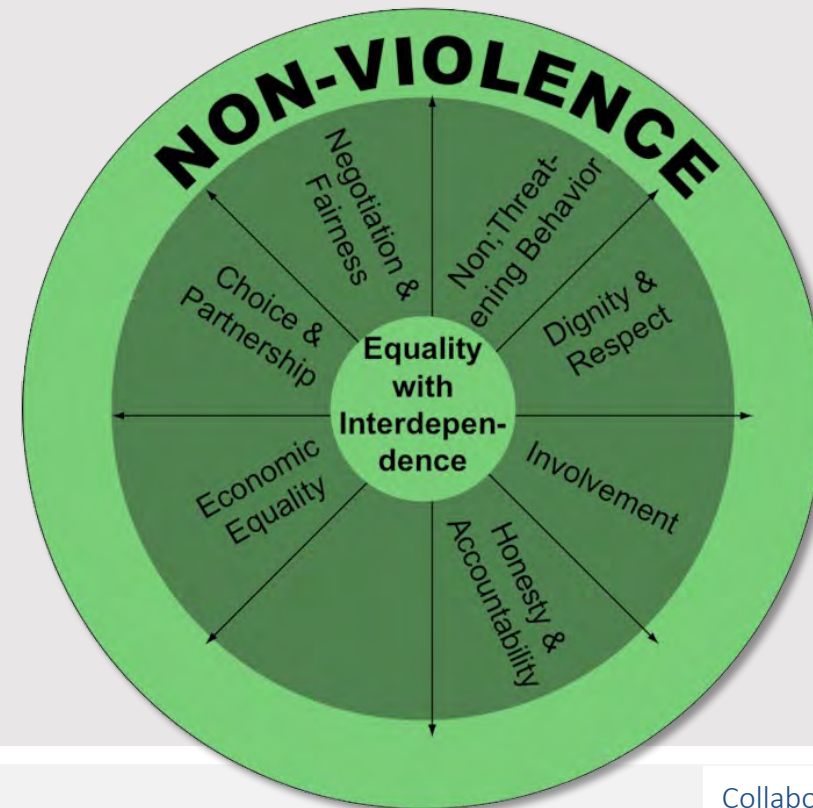 NON-VIOLENCE
Negotiation &
Fairness
Non;Threat-
ening Behavior
Choice &
Partnership
Dignity &
Respect
Equality
with
Interdepen-
dence
Economic
Equality
Involvement
Honesty &
Accountability